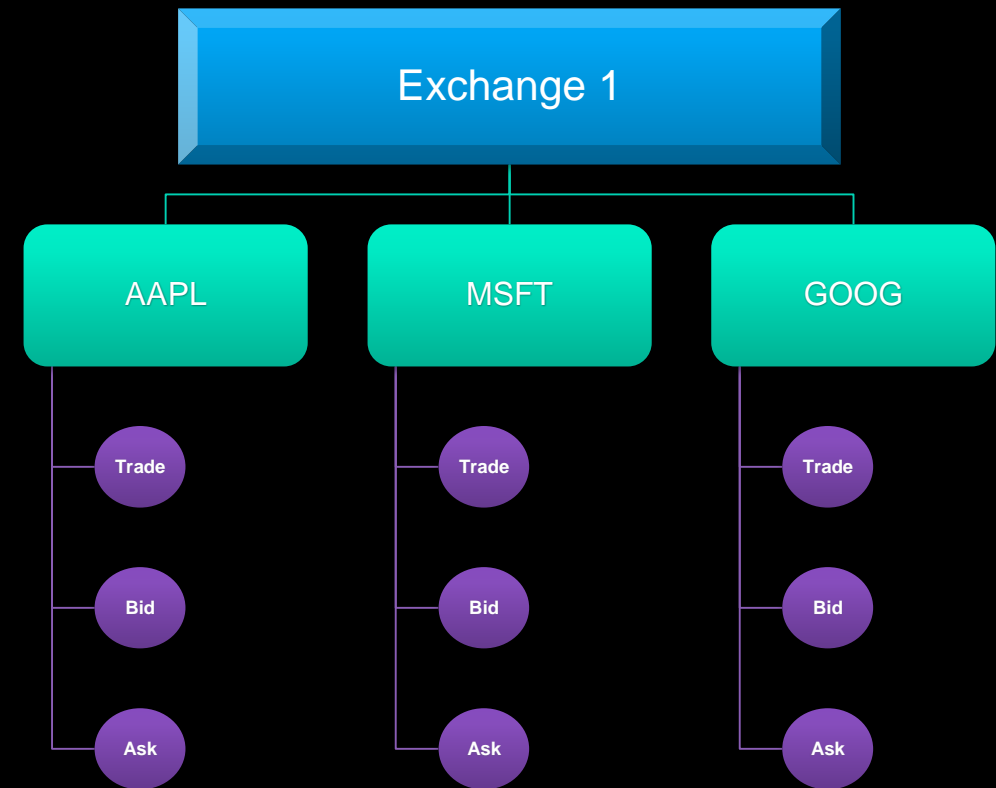 Exchange 1
AAPL
MSFT
GOOG
Trade
Trade
Trade
Bid
Bid
Bid
Ask
Ask
Ask